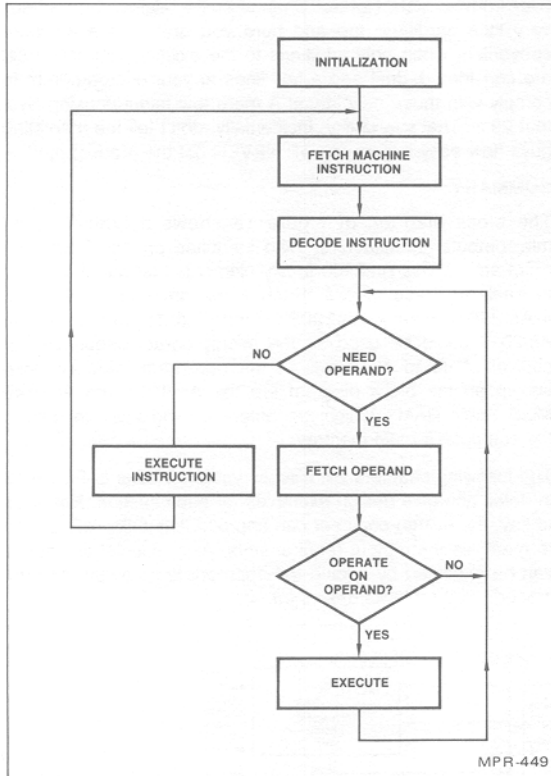 INITIALIZATION
FETCH MACHINE
INSTRUCTION
DECODE INSTRUCTION
NO
NEED
OPERAND?
YES
EXECUTE
INSTRUCTION
FETCH OPERAND
OPERATE
ON
OPERAND?
NO
YES
EXECUTE
MPR-449